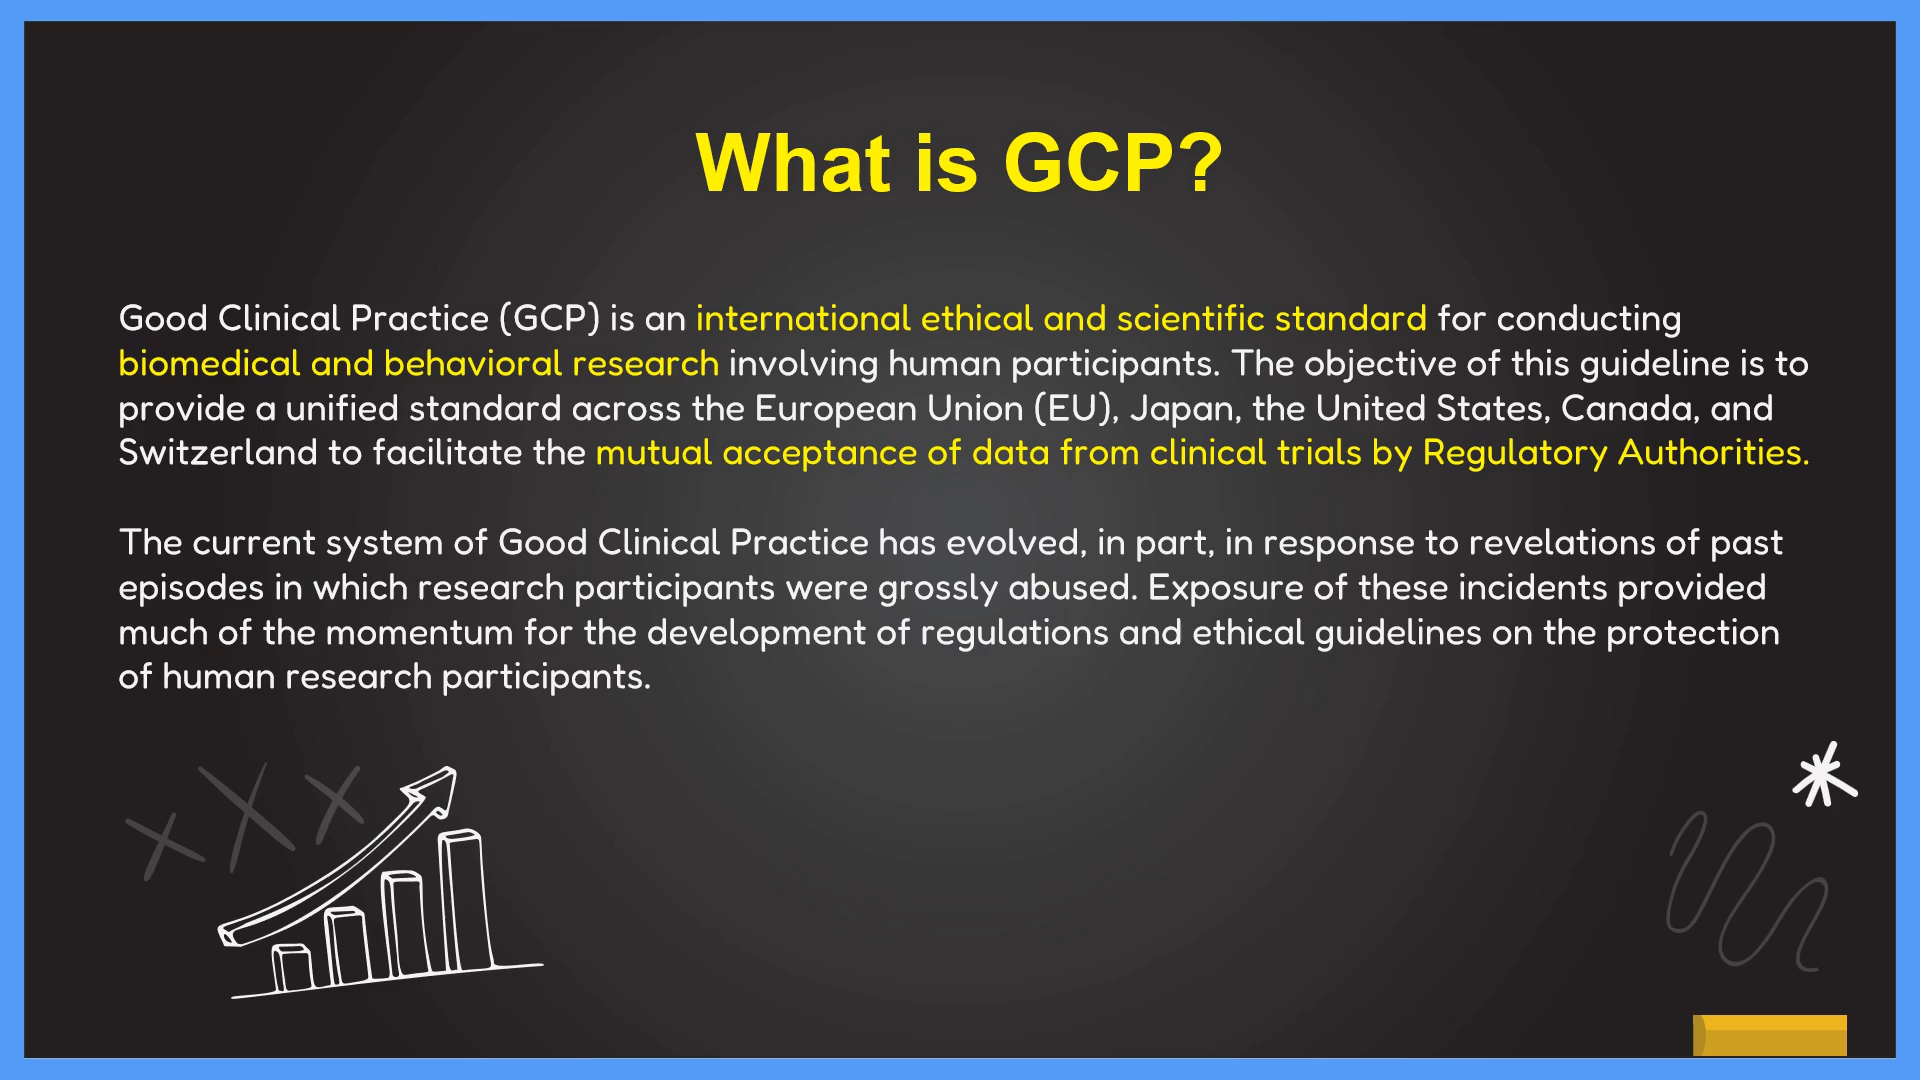 What is GCP?
Good Clinical Practice (GCP) is an international ethical and scientific standard for conducting
biomedical and behavioral research involving human participants. The objective of this guideline is to
provide a unified standard across the European Union (EU), Japan, the United States, Canada, and
Switzerland to facilitate the mutual acceptance of data from clinical trials by Regulatory Authorities.
The current system of Good Clinical Practice has evolved, in part, in response to revelations of past
episodes in which research participants were grossly abused. Exposure of these incidents provided
much of the momentum for the development of regulations and ethical guidelines on the protection
of human research participants.